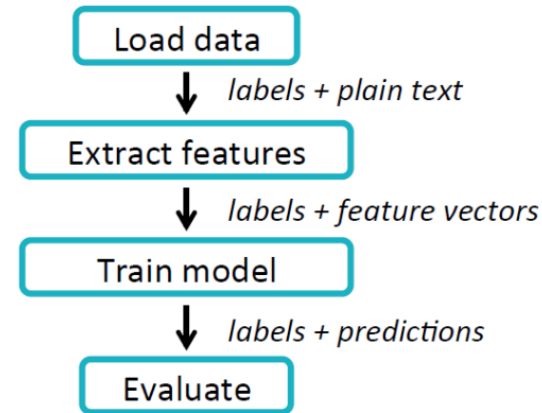 Load data
labels + plain text
Extract features
labels + feature vectors
Train model
labels + predictions
Evaluate